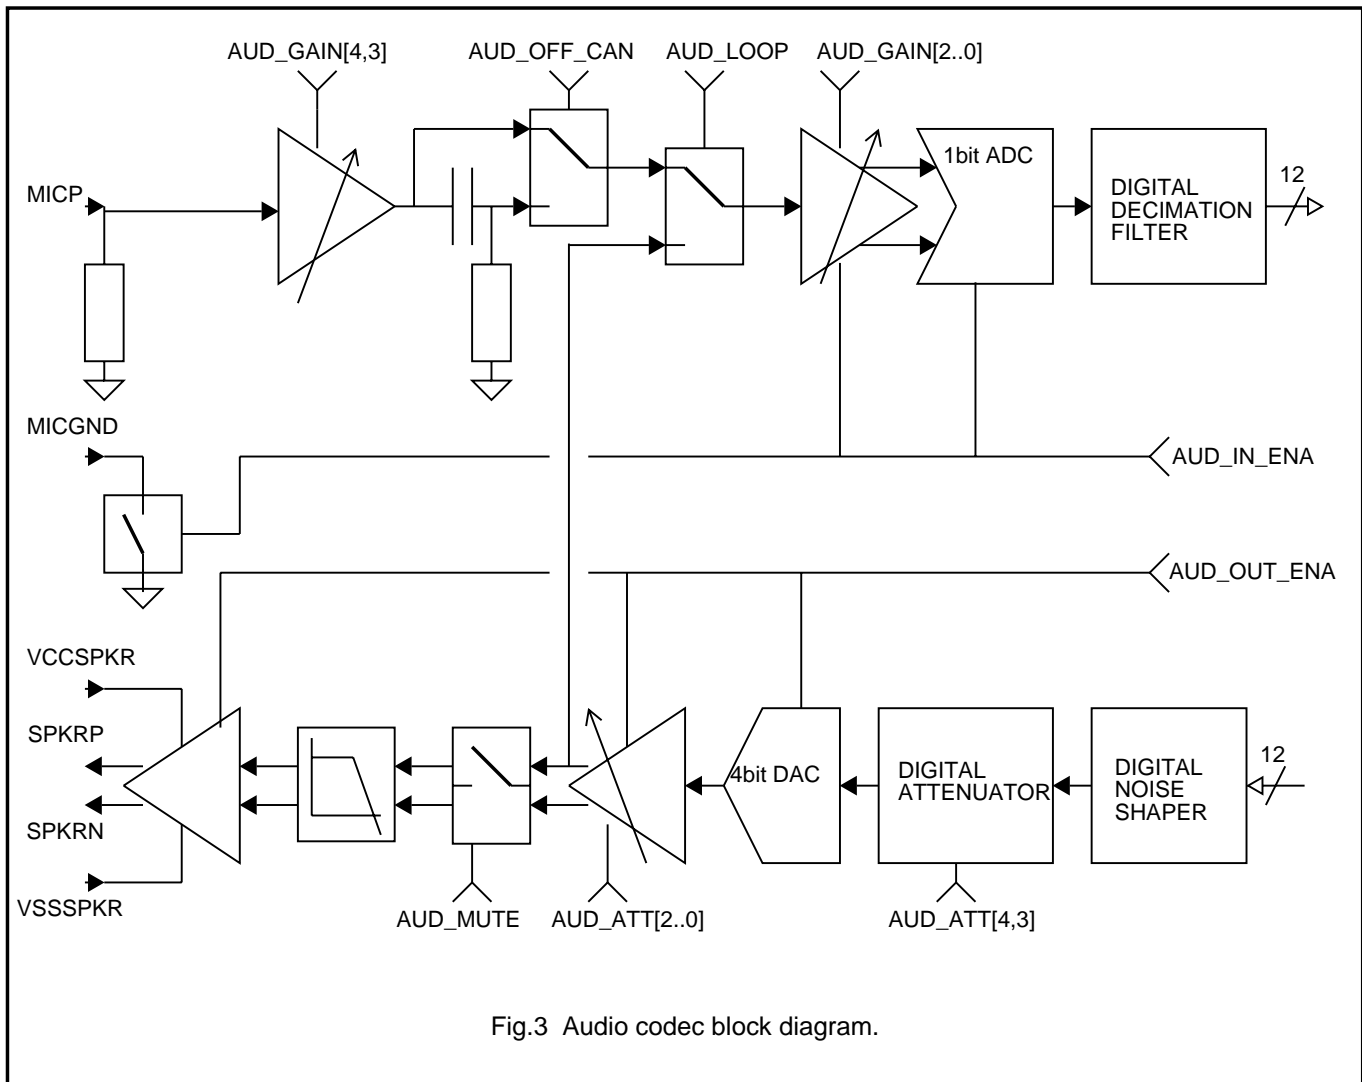 AUD_GAIN[4,3]
AUD_OFF_CAN
AUD_LOOP
AUD_GAIN[2..0]
MICP
1bit ADC
DIGITAL
DECIMATION
FILTER
12
MICGND
AUD_IN_ENA
AUD_OUT_ENA
VCCSPKR
SPKRP
SPKRN
VSSSPKR
4bit DAC
DIGITAL
ATTENUATOR
DIGITAL
NOISE
SHAPER
12
AUD_MUTE
AUD_ATT[2..0]
AUD_ATT[4,3]
Fig.3 Audio codec block diagram.